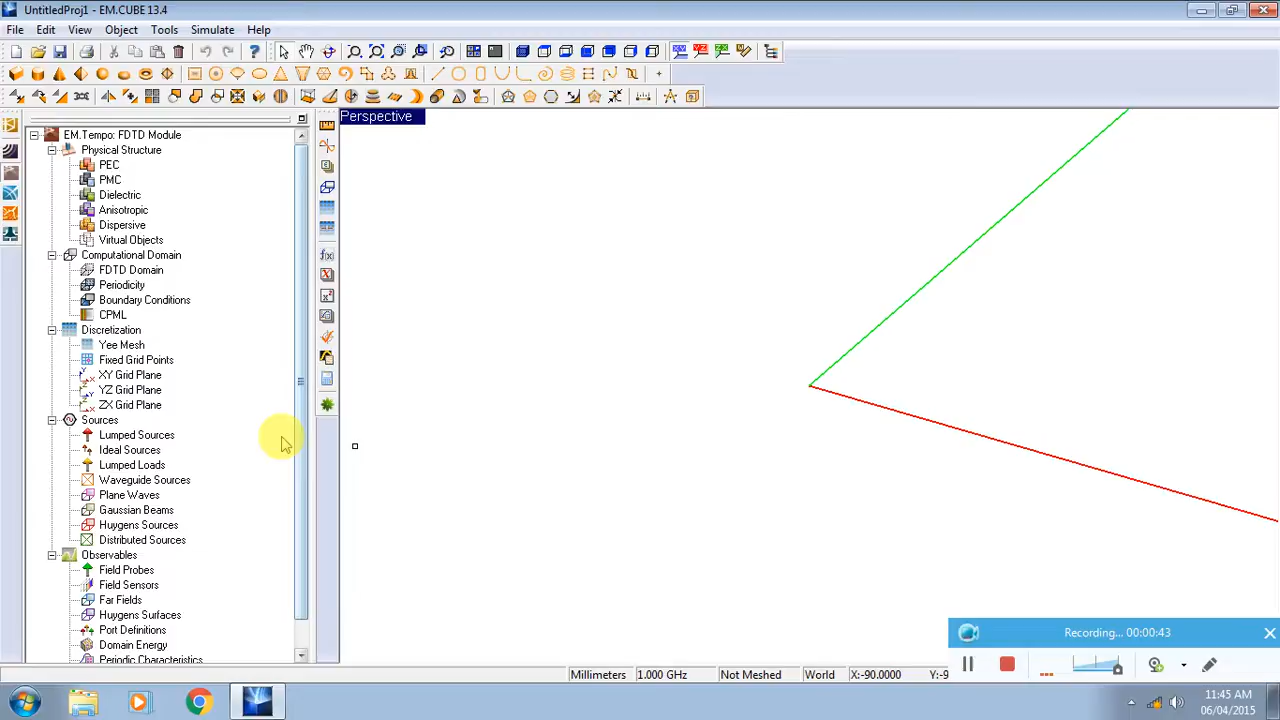 UntitledProj1 - EM.CUBE 13.4
File Edit View Object Tools Simulate Help
EM.Tempo: FDTD Module
Physical Structure
PEC
PMC
Dielectric
Anisotropic
Dispersive
Virtual Objects
Computational Domain
FDTD Domain
Periodicity
Boundary Conditions
CPML
Discretization
Yee Mesh
Fixed Grid Points
XY Grid Plane
YZ Grid Plane
ZX Grid Plane
Sources
Lumped Sources
Ideal Sources
Lumped Loads
Waveguide Sources
Plane Waves
Gaussian Beams
Huygens Sources
Distributed Sources
Observables
Field Probes
Field Sensors
Far Fields
Huygens Surfaces
Port Definitions
Domain Energy
Periodic Characteristics
Perspective
Recording... 00:00:43
Millimeters 1.000 GHz Not Meshed World X:-90.0000 Y:-9
11:45 AM
06/04/2015